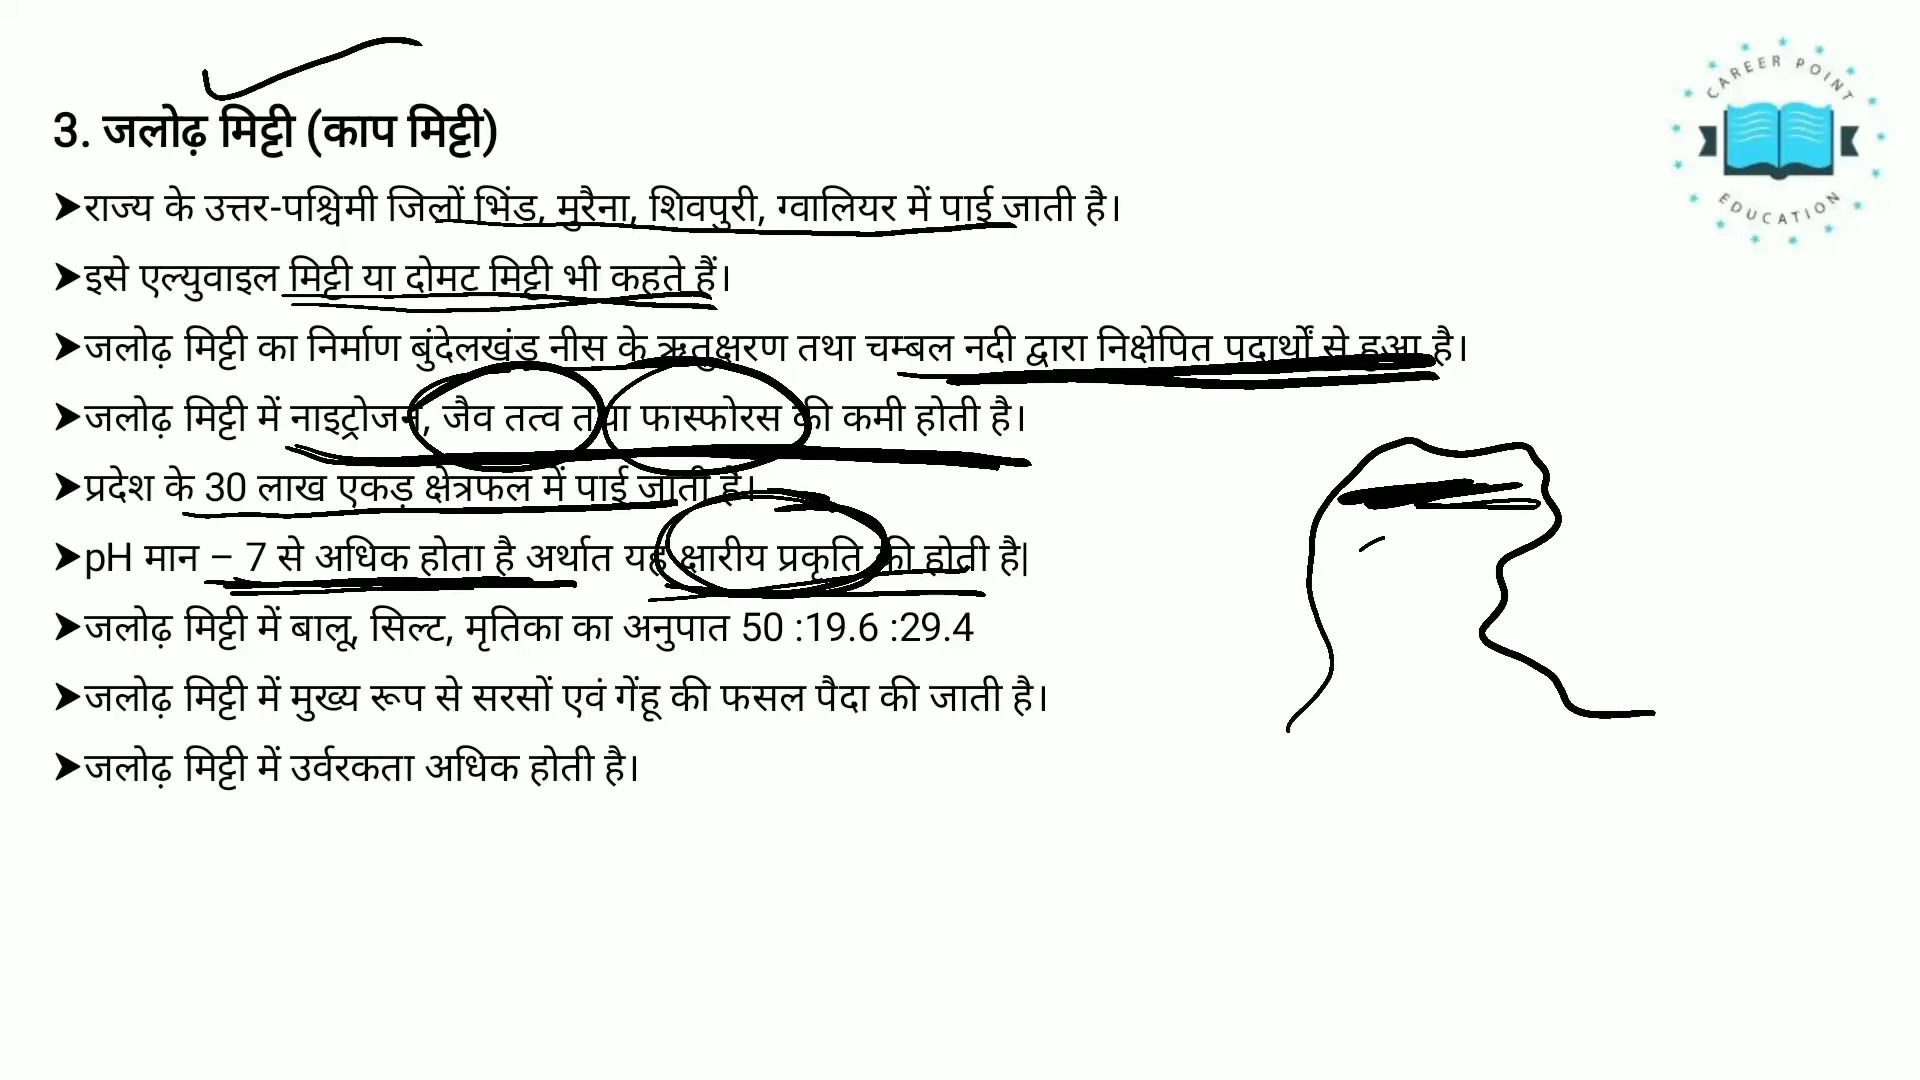 CAREER POINT
EDUCATION
3. जलोढ़ मिट्टी (काप मिट्टी)
➤राज्य के उत्तर-पश्चिमी जिलों भिंड, मुरैना, शिवपुरी, ग्वालियर में पाई जाती है।
➤इसे एल्युवाइल मिट्टी या दोमट मिट्टी भी कहते हैं।
➤जलोढ़ मिट्टी का निर्माण बुंदेलखंड नीस के ऋतुक्षरण तथा चम्बल नदी द्वारा निक्षेपित पदार्थों से हुआ है।
➤जलोढ़ मिट्टी में नाइट्रोजन, जैव तत्व तथा फास्फोरस की कमी होती है।
➤प्रदेश के 30 लाख एकड़ क्षेत्रफल में पाई जाती है।
➤pH मान – 7 से अधिक होता है अर्थात यह क्षारीय प्रकृति की होती है|
➤जलोढ़ मिट्टी में बालू, सिल्ट, मृतिका का अनुपात 50 :19.6 :29.4
➤जलोढ़ मिट्टी में मुख्य रूप से सरसों एवं गेंहू की फसल पैदा की जाती है।
➤जलोढ़ मिट्टी में उर्वरकता अधिक होती है।